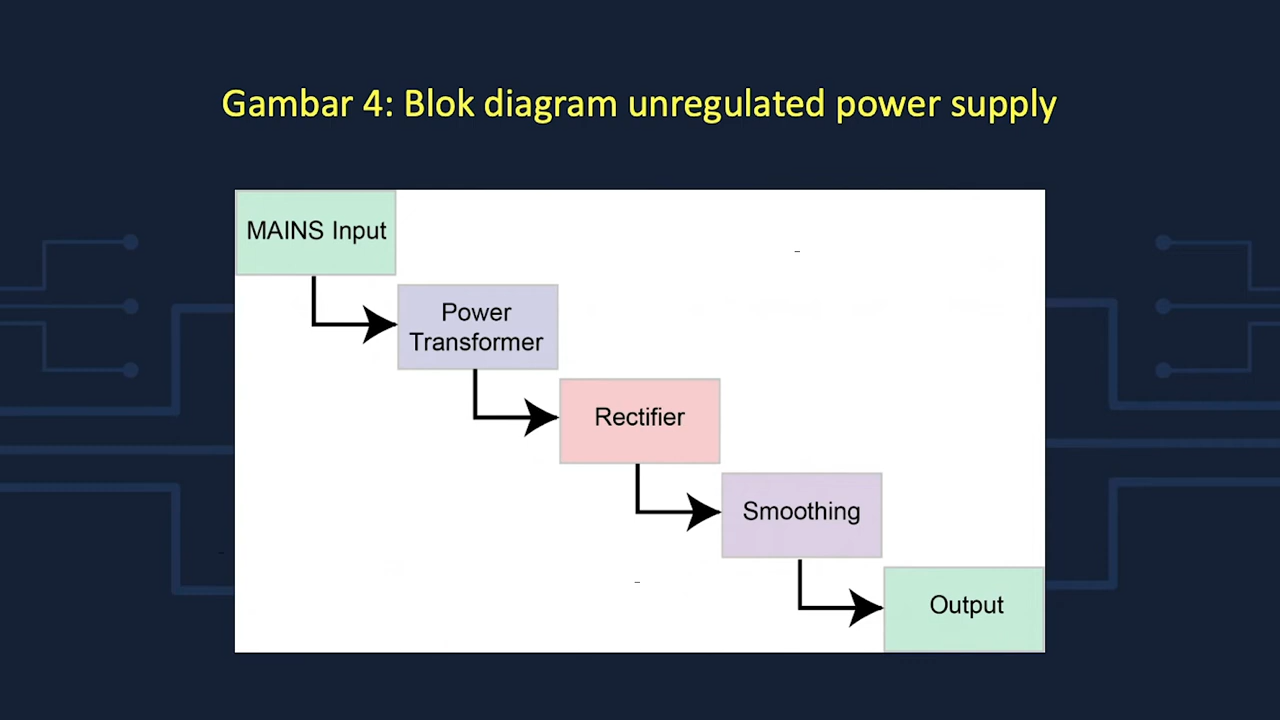 Gambar 4: Blok diagram unregulated power supply
MAINS Input
Power
Transformer
Rectifier
Smoothing
Output